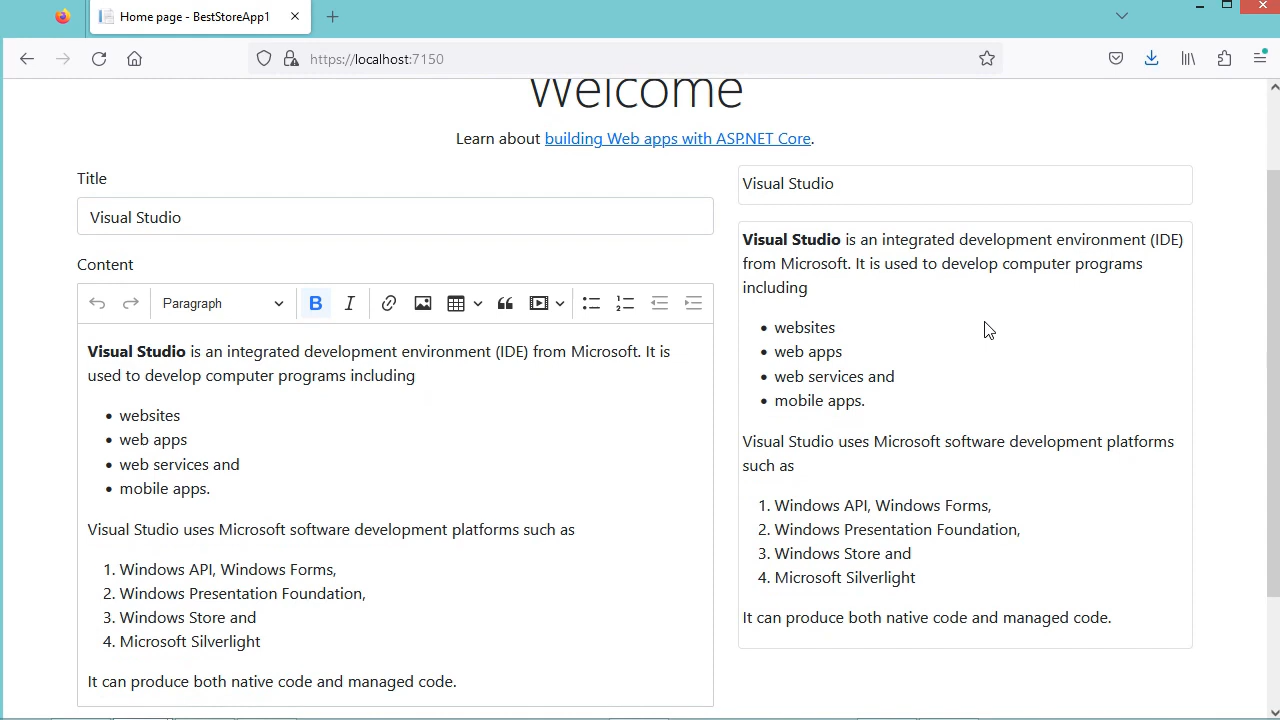 Home page - BestStoreApp1
https://localhost:7150
Welcome
Learn about building Web apps with ASP.NET Core.
Title
Visual Studio
Content
Paragraph
B I
Visual Studio is an integrated development environment (IDE) from Microsoft. It is
used to develop computer programs including
• websites
• web apps
• web services and
• mobile apps.
Visual Studio uses Microsoft software development platforms such as
1. Windows API, Windows Forms,
2. Windows Presentation Foundation,
3. Windows Store and
4. Microsoft Silverlight
It can produce both native code and managed code.
Visual Studio
Visual Studio is an integrated development environment (IDE)
from Microsoft. It is used to develop computer programs
including
• websites
• web apps
• web services and
• mobile apps.
Visual Studio uses Microsoft software development platforms
such as
1. Windows API, Windows Forms,
2. Windows Presentation Foundation,
3. Windows Store and
4. Microsoft Silverlight
It can produce both native code and managed code.